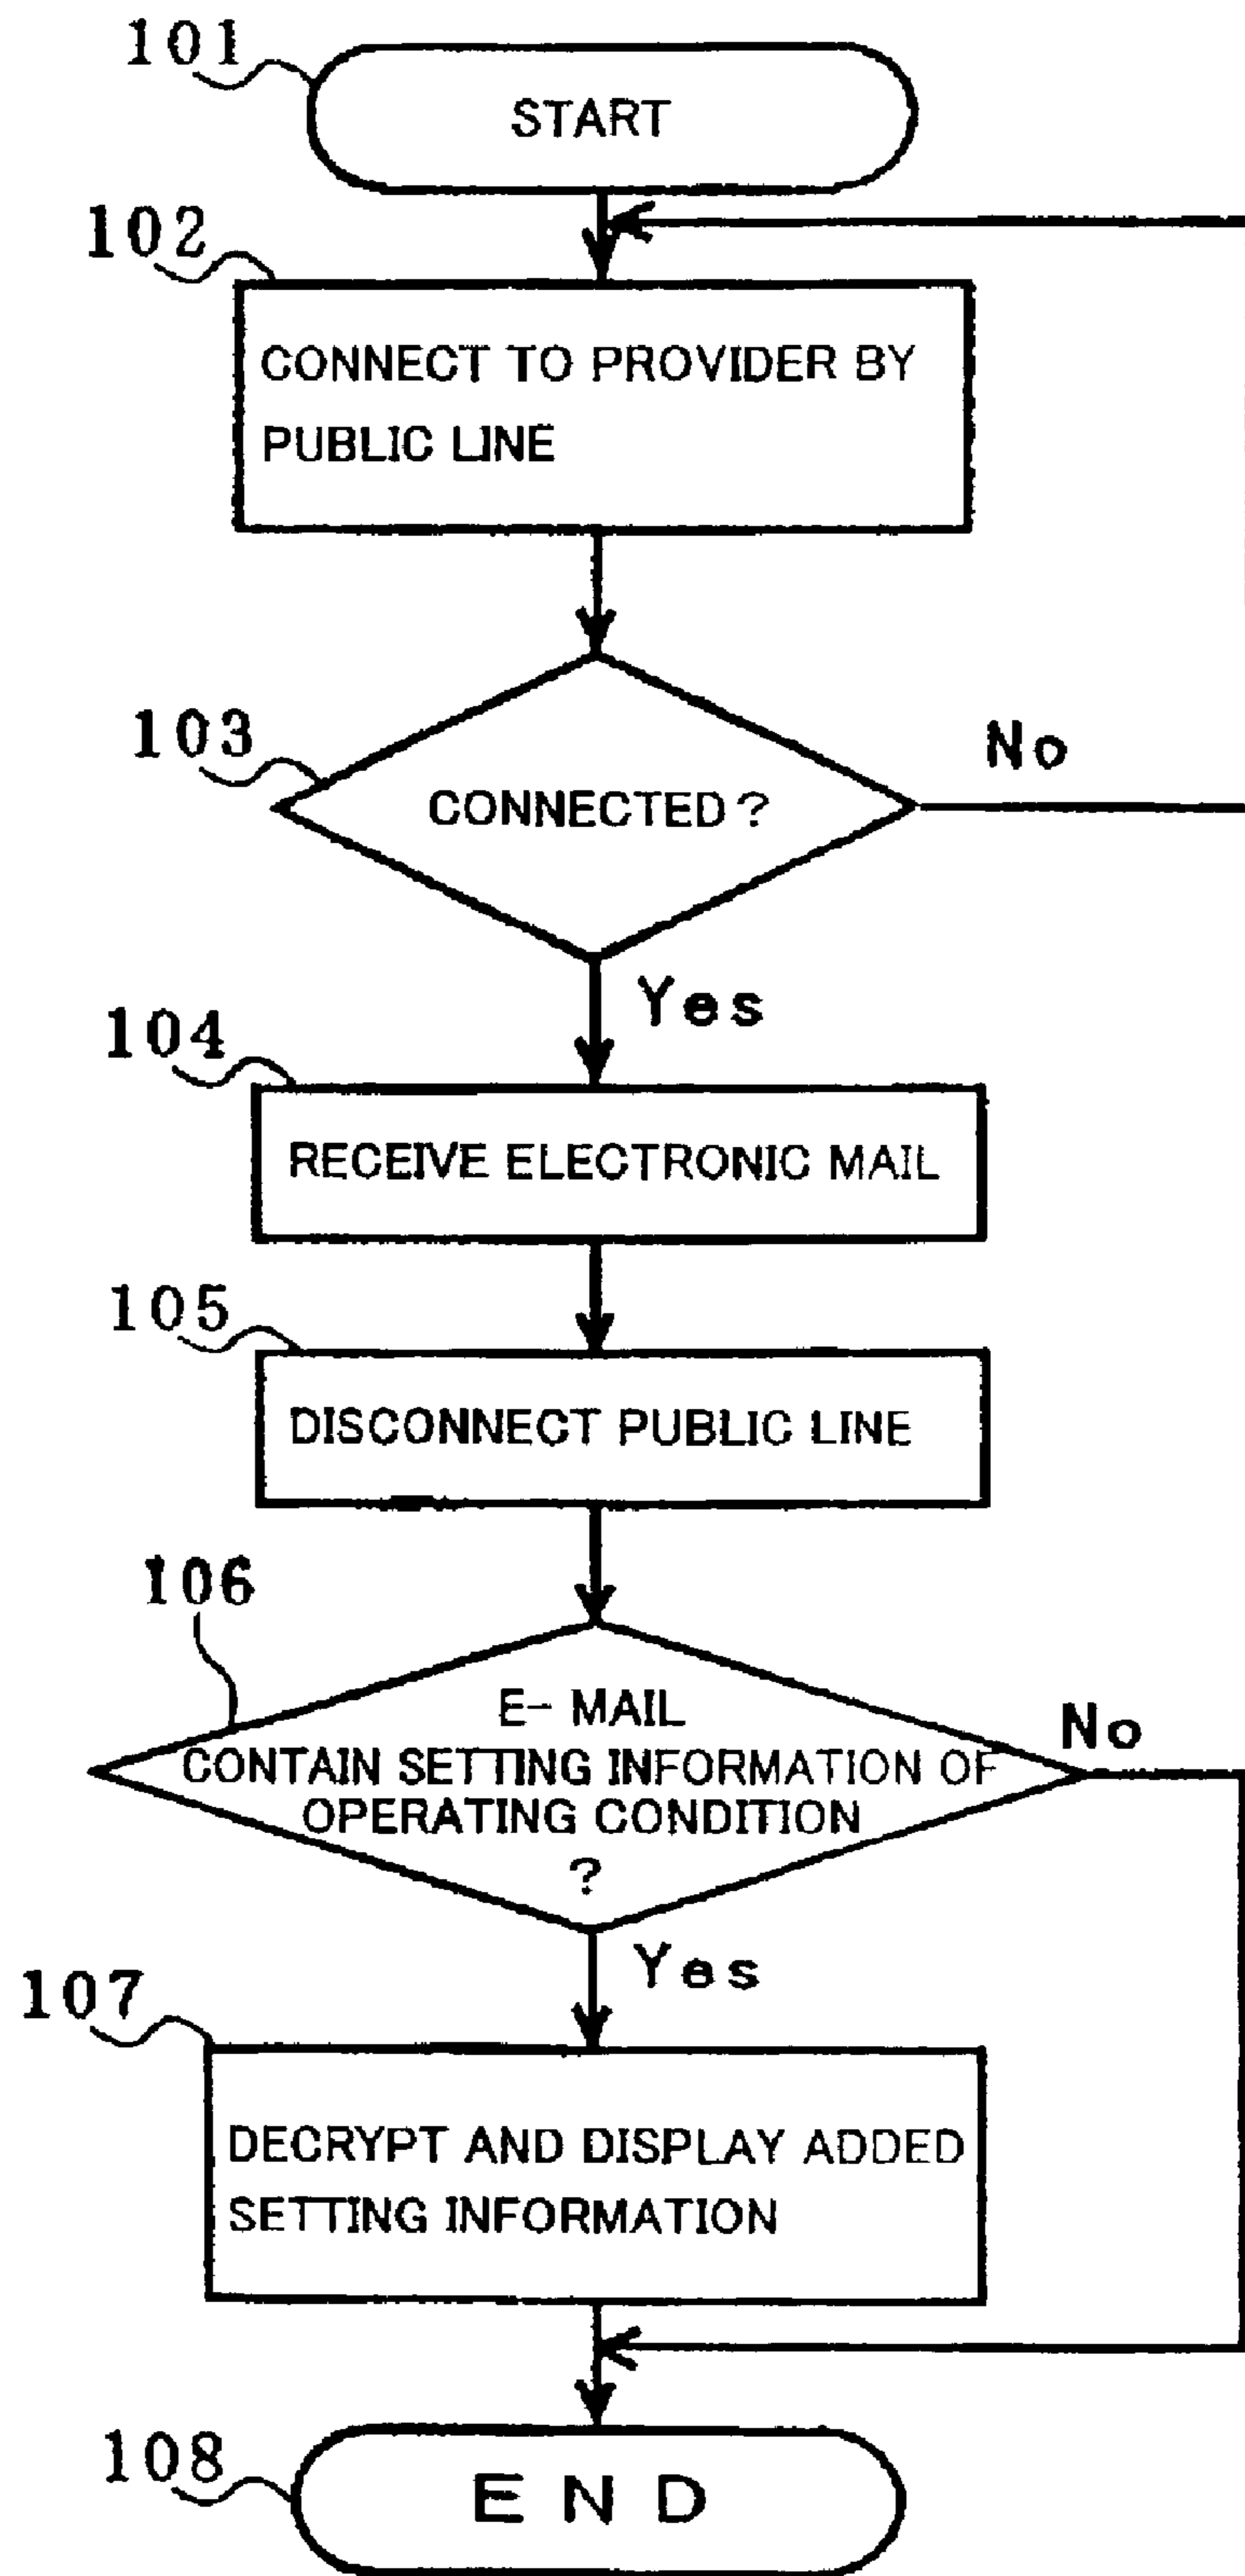 101
START
102
CONNECT TO PROVIDER BY
PUBLIC LINE
103
CONNECTED?
No
Yes
104
RECEIVE ELECTRONIC MAIL
105
DISCONNECT PUBLIC LINE
106
E- MAIL
CONTAIN SETTING INFORMATION OF
OPERATING CONDITION
?
No
Yes
107
DECRYPT AND DISPLAY ADDED
SETTING INFORMATION
108
END